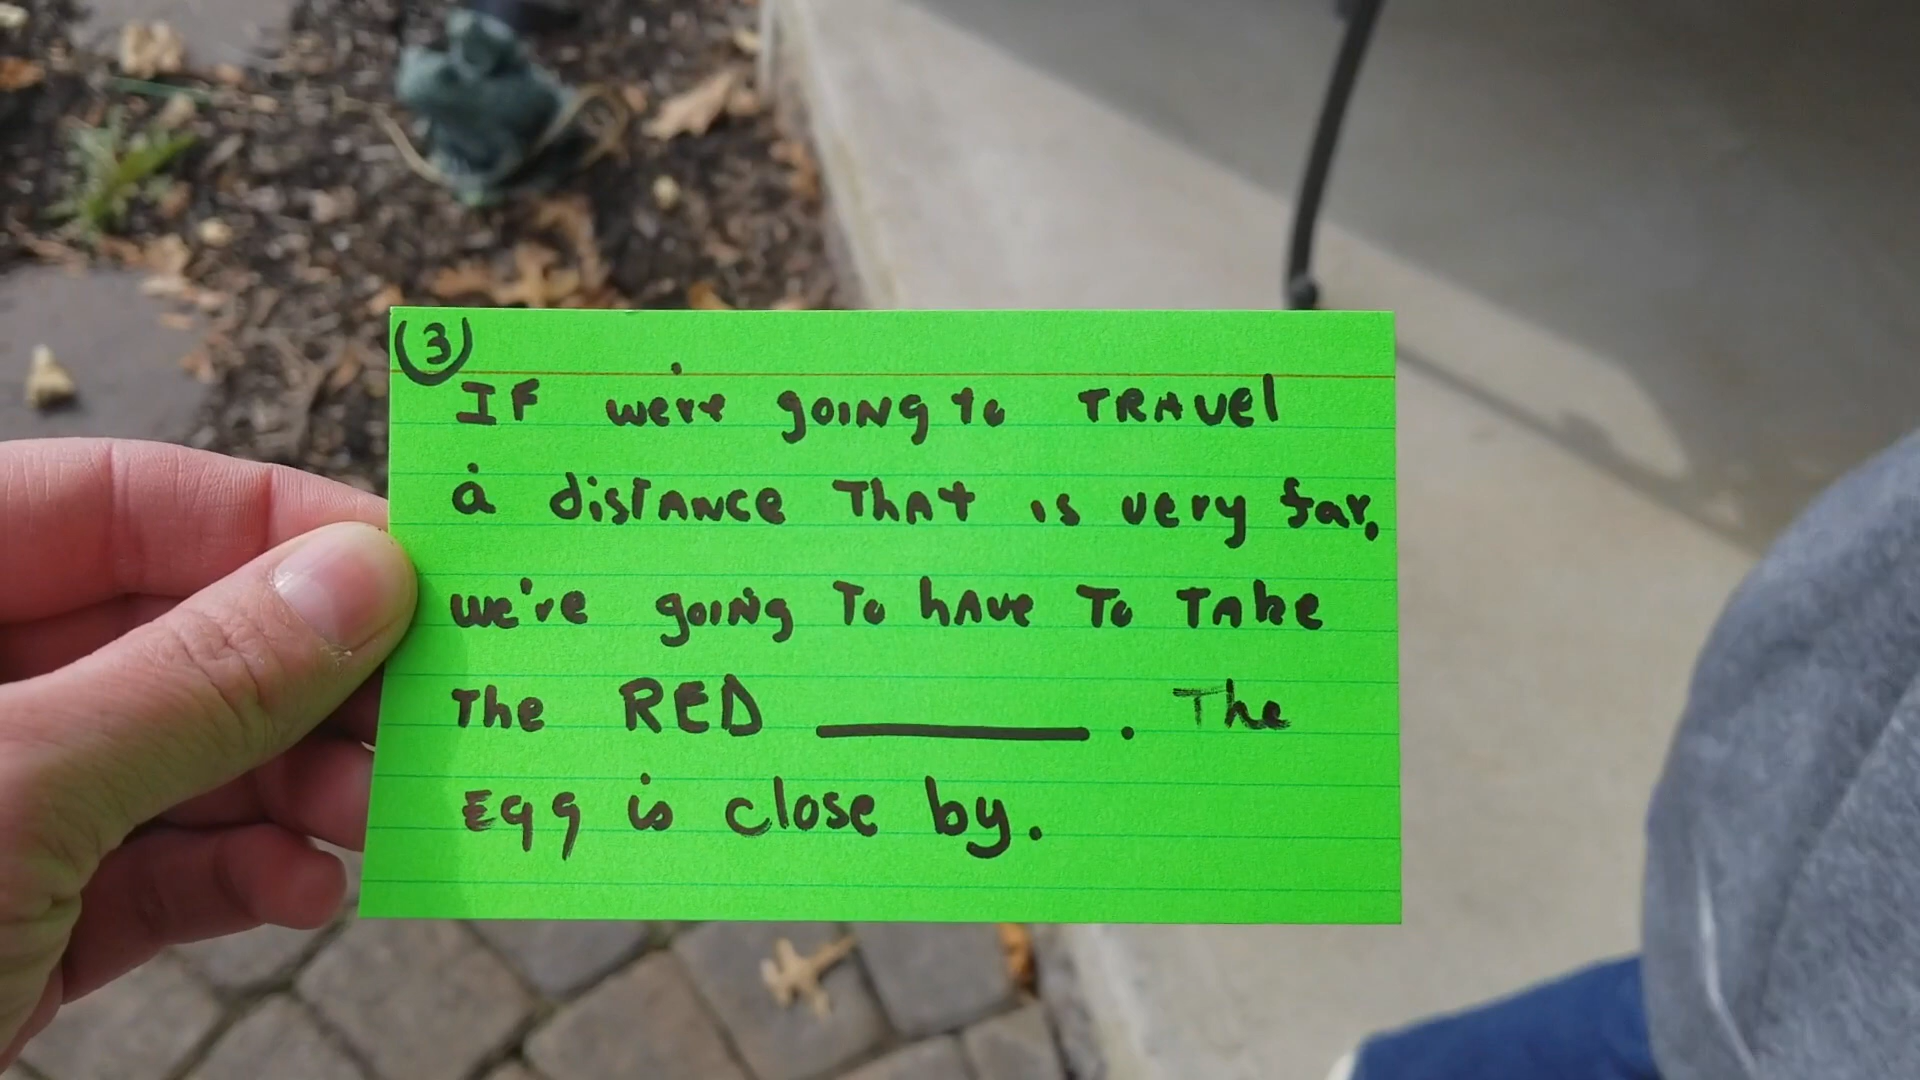 (3)
IF we're going to TRAVel
a disTANce ThAt is very far,
we're going To hAve To TAke
The RED ________. The
Egg is close by.